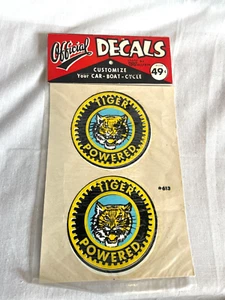 Official DECALS
CUSTOMIZE
Your CAR - BOAT - CYCLE
49¢
TIGER
POWERED
#613
TIGER
POWERED